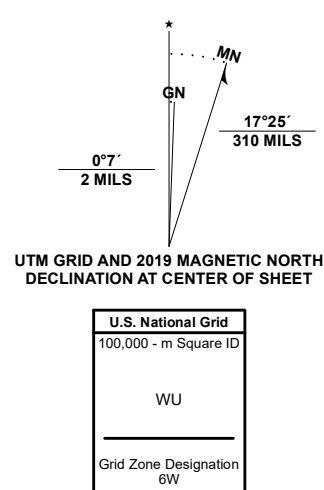 ★
MN
GN
17°25´
310 MILS
0°7´
2 MILS
UTM GRID AND 2019 MAGNETIC NORTH
DECLINATION AT CENTER OF SHEET
U.S. National Grid
100,000 - m Square ID
WU
Grid Zone Designation
6W